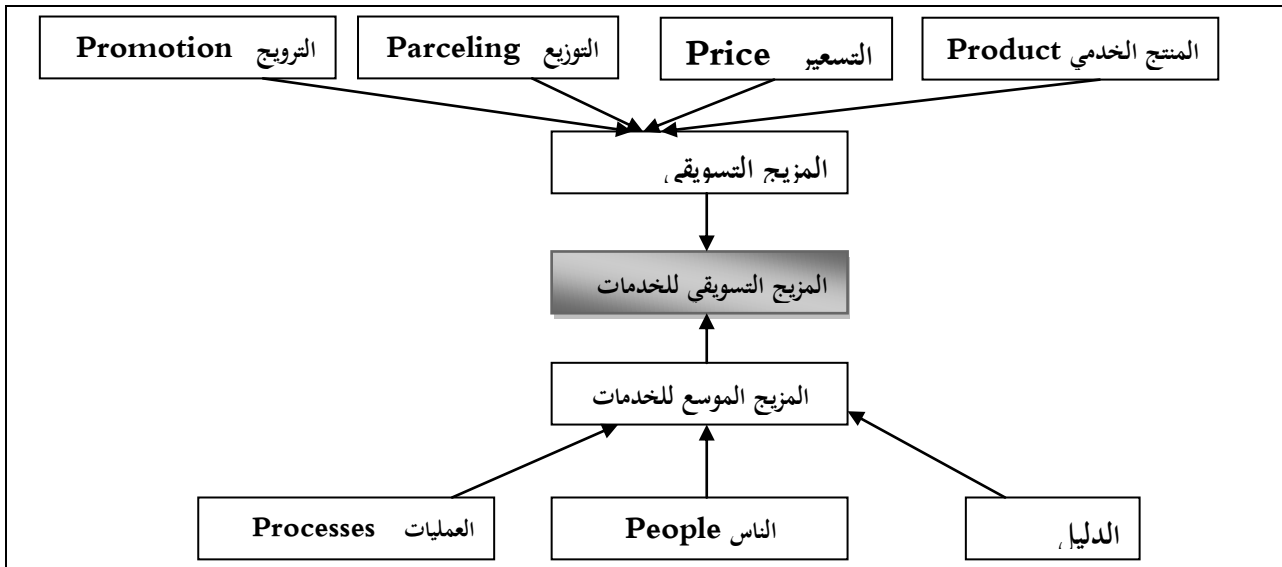 المنتج الخدمي Product
التسعير Price
التوزيع Parceling
الترويج Promotion
المزيج التسويقي
المزيج التسويقي للخدمات
المزيج الموسع للخدمات
الدليل
الناس People
العمليات Processes